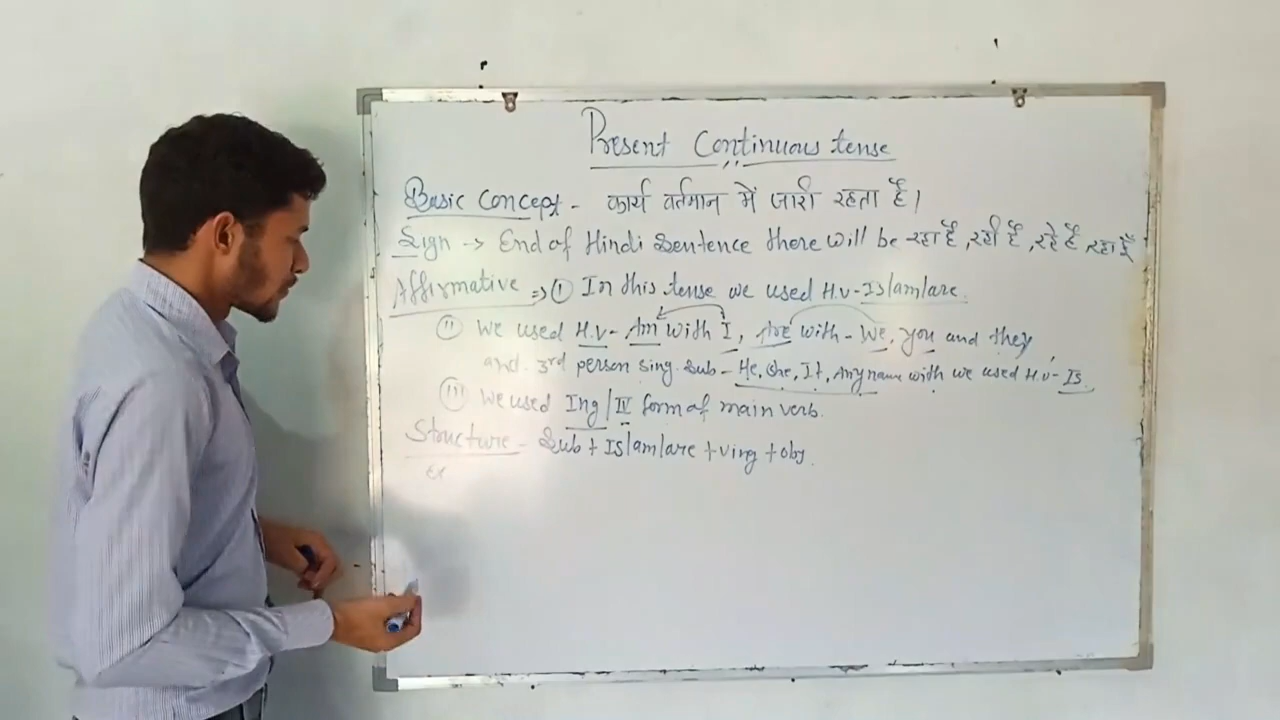 Present Continuous tense
Basic Concept - कार्य वर्तमान में जारी रहता है।
Sign -> End of Hindi Sentence there will be रहा है, रही है, रहे हैं, रहा हूँ
Affirmative => (i) In this tense we used H.V-Is/am/are.
(ii) We used H.V- Am with I, Are with - We, you and they
and 3rd person sing. Sub - He, She, It, Any name with we used H.V- Is.
(iii) We used Ing/IV form of main verb.
Structure - Sub + Is/am/are + ving + obj.
Ex